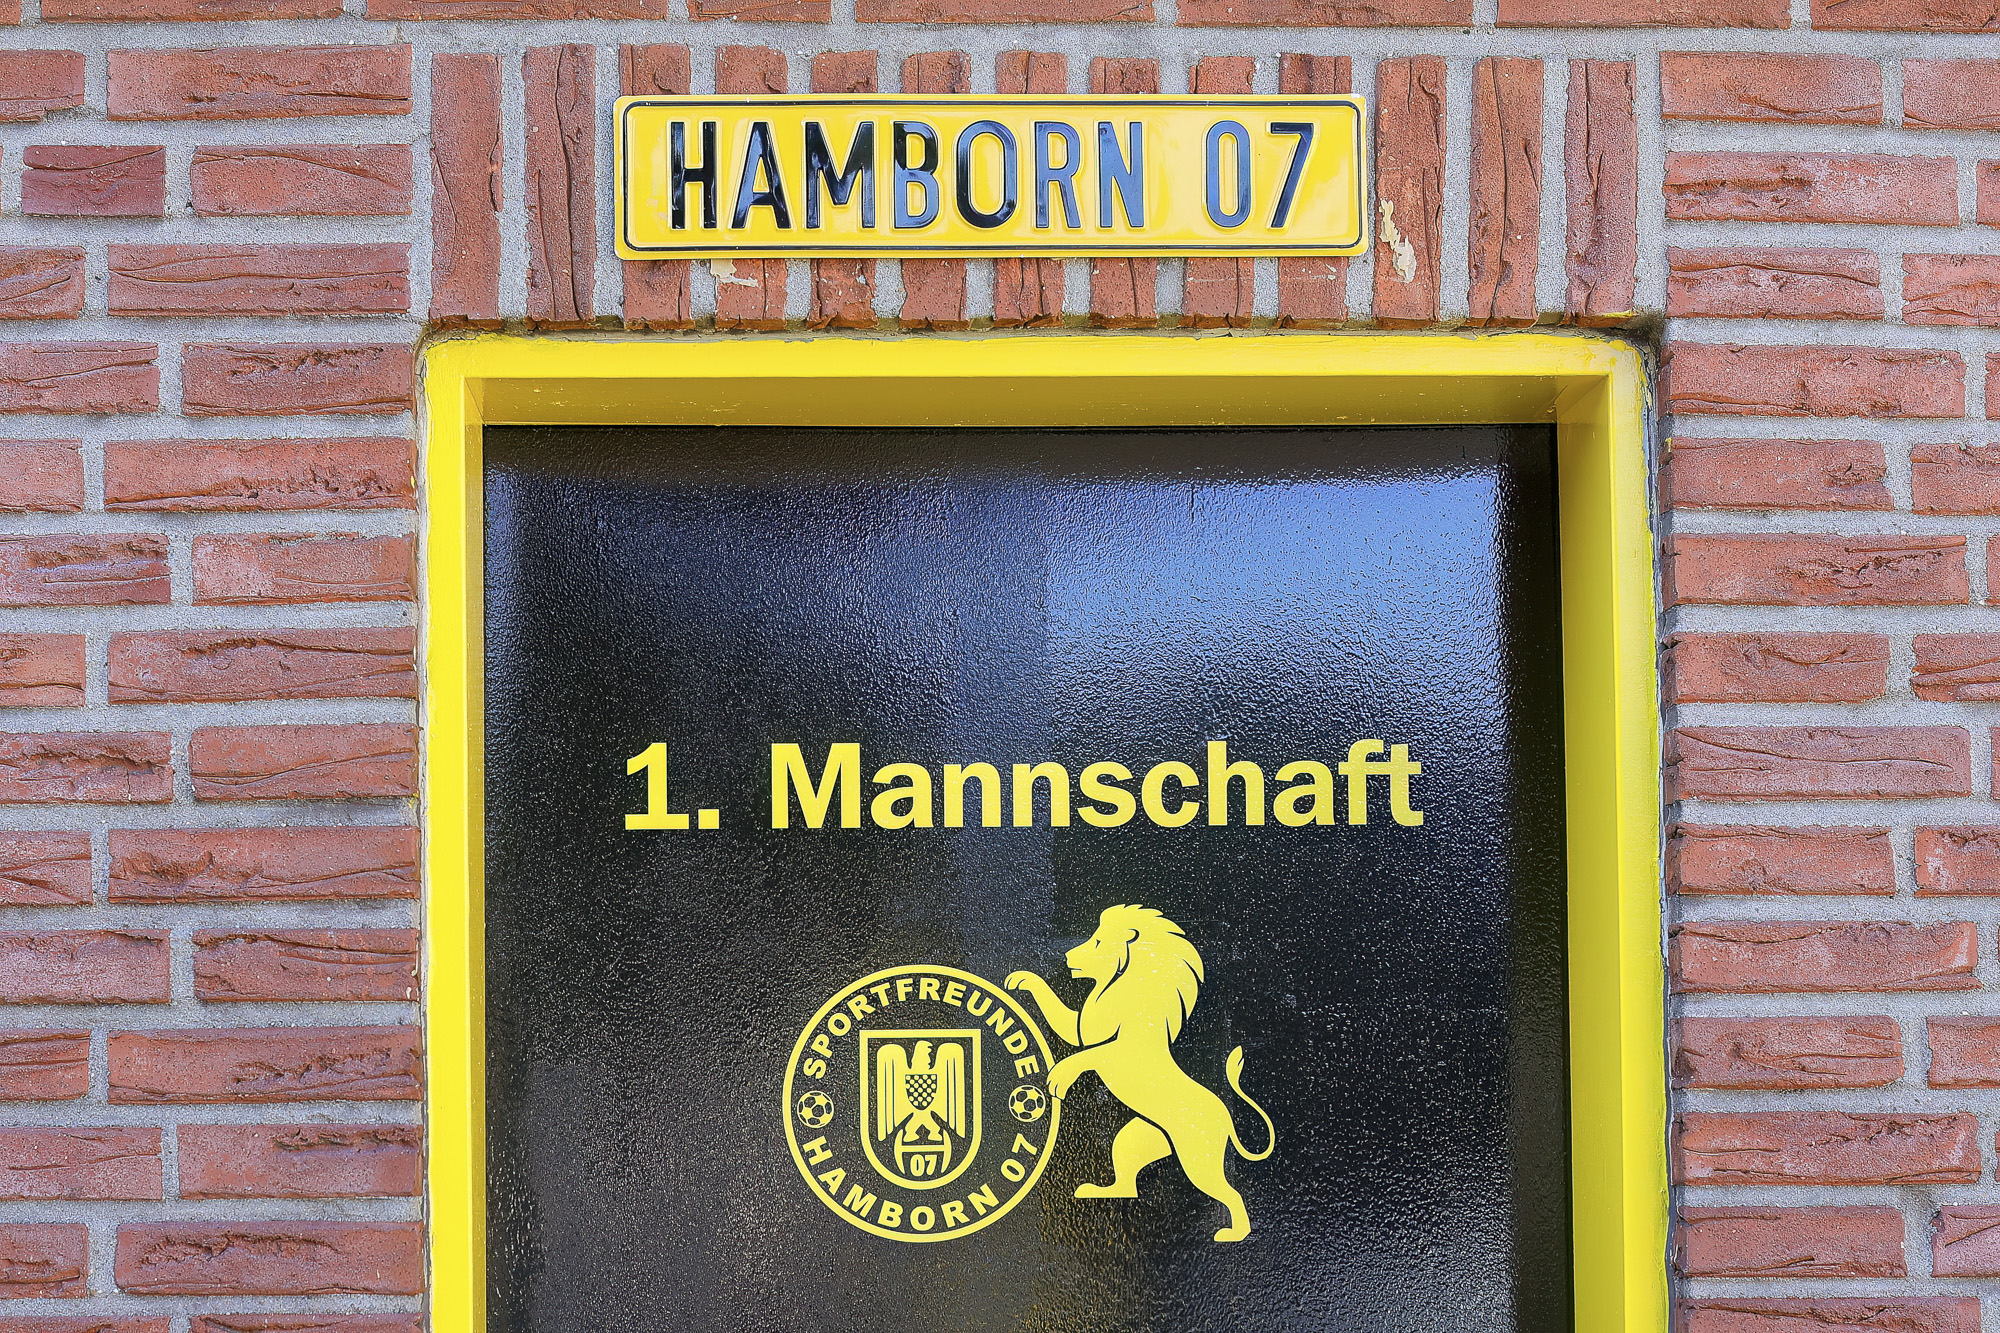 HAMBORN 07
1. Mannschaft
SPORTFREUNDE
07
HAMBORN 07